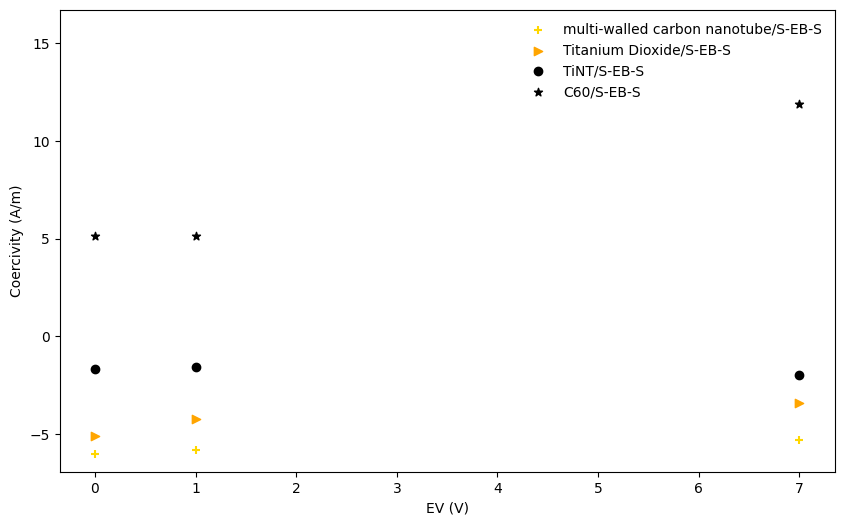 multi-walled carbon nanotube/S-EB-S
Titanium Dioxide/S-EB-S
TiNT/S-EB-S
C60/S-EB-S
15
10
5
0
−5
Coercivity (A/m)
0 1 2 3 4 5 6 7
EV (V)